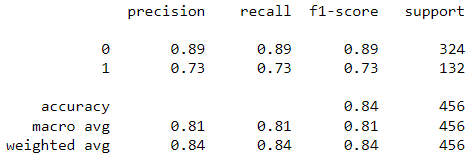 precision recall f1-score support
0 0.89 0.89 0.89 324
1 0.73 0.73 0.73 132
accuracy 0.84 456
macro avg 0.81 0.81 0.81 456
weighted avg 0.84 0.84 0.84 456